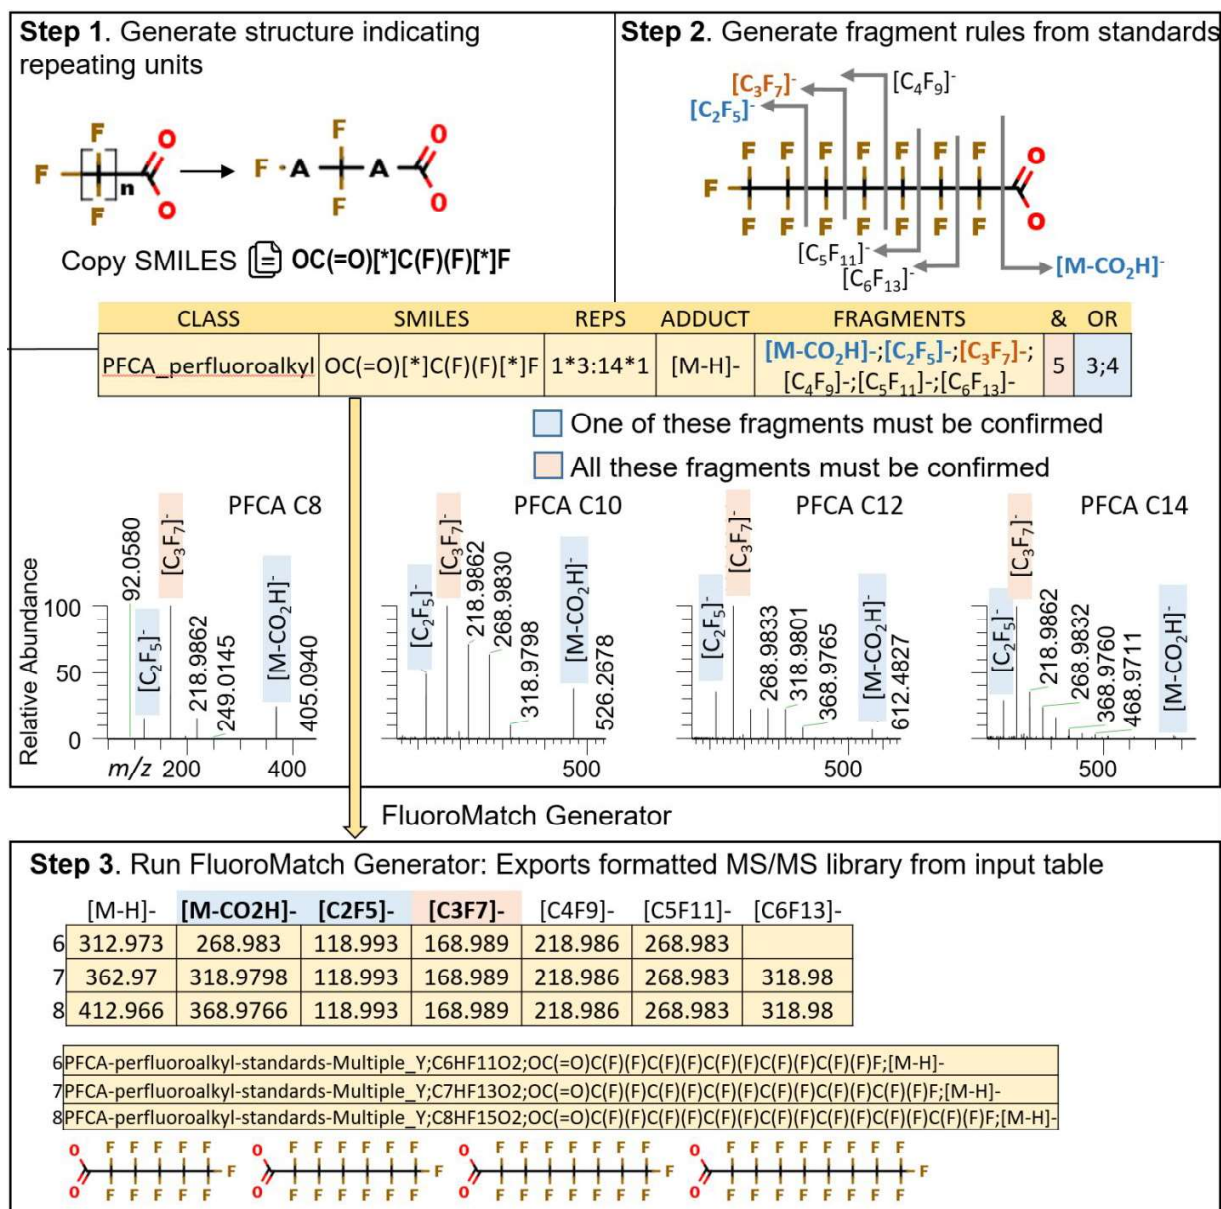 Step 1. Generate structure indicating
repeating units
F
F
F
n
O
O
F
F
F
A
A
O
O
Copy SMILES OC(=O)[*]C(F)(F)[*]F
Step 2. Generate fragment rules from standards
[C4F9]-
[C3F7]-
[C2F5]-
F F F F F F F
F
O
O
F F F F F F F
[C5F11]-
[C6F13]-
[M-CO2H]-
CLASS SMILES REPS ADDUCT FRAGMENTS & OR
PFCA_perfluoroalkyl OC(=O)[*]C(F)(F)[*]F 1*3:14*1 [M-H]- [M-CO2H]-;[C2F5]-;[C3F7]-;
[C4F9]-;[C5F11]-;[C6F13]- 5 3;4
One of these fragments must be confirmed
All these fragments must be confirmed
PFCA C8
Relative Abundance
100
50
0
m/z 200 400
92.0580
[C2F5]-
[C3F7]-
218.9862
249.0145
[M-CO2H]-
405.0940
PFCA C10
[C2F5]-
[C3F7]-
218.9862
268.9830
318.9798
[M-CO2H]-
526.2678
500
PFCA C12
[C2F5]-
[C3F7]-
268.9833
318.9801
368.9765
[M-CO2H]-
612.4827
500
PFCA C14
[C2F5]-
[C3F7]-
218.9862
268.9832
368.9760
468.9711
[M-CO2H]-
500
FluoroMatch Generator
Step 3. Run FluoroMatch Generator: Exports formatted MS/MS library from input table
[M-H]- [M-CO2H]- [C2F5]- [C3F7]- [C4F9]- [C5F11]- [C6F13]-
6 312.973 268.983 118.993 168.989 218.986 268.983
7 362.97 318.9798 118.993 168.989 218.986 268.983 318.98
8 412.966 368.9766 118.993 168.989 218.986 268.983 318.98
6 PFCA-perfluoroalkyl-standards-Multiple_Y;C6HF11O2;OC(=O)C(F)(F)C(F)(F)C(F)(F)C(F)(F)C(F)(F)F;[M-H]-
7 PFCA-perfluoroalkyl-standards-Multiple_Y;C7HF13O2;OC(=O)C(F)(F)C(F)(F)C(F)(F)C(F)(F)C(F)(F)C(F)(F)F;[M-H]-
8 PFCA-perfluoroalkyl-standards-Multiple_Y;C8HF15O2;OC(=O)C(F)(F)C(F)(F)C(F)(F)C(F)(F)C(F)(F)C(F)(F)C(F)(F)F;[M-H]-
O F F F F F O F F F F F F O F F F F F F F O F F F F F F F F
F F F F
O F F F F F O F F F F F F O F F F F F F F O F F F F F F F F